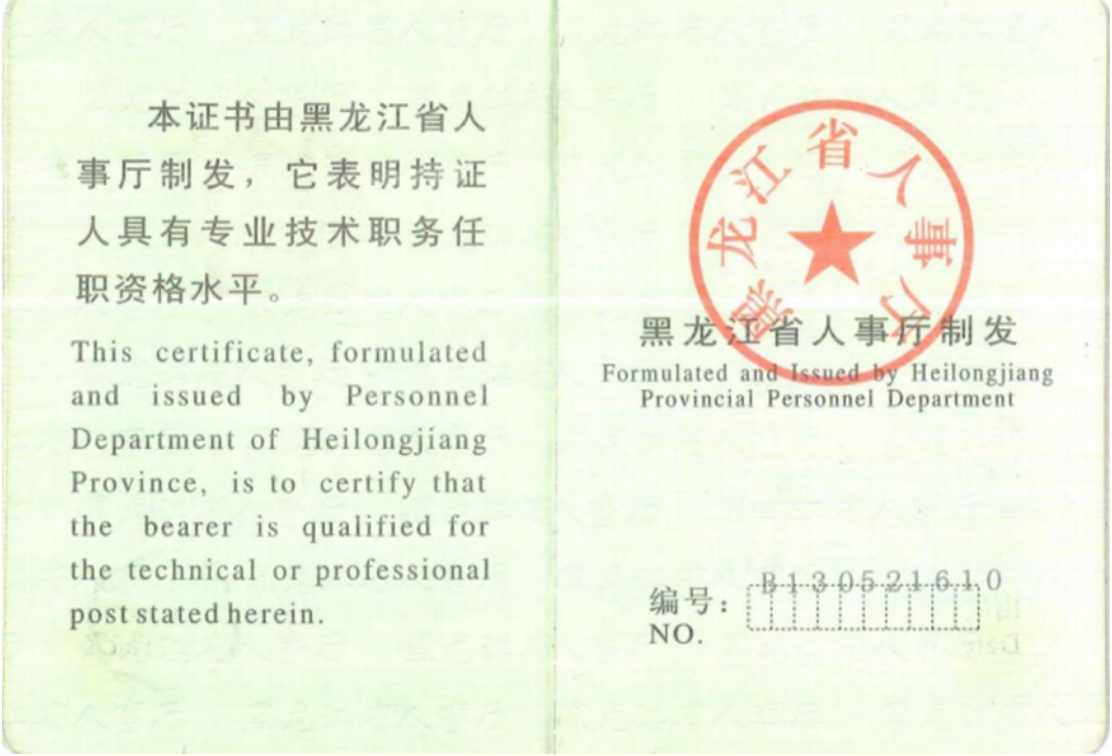 本证书由黑龙江省人
事厅制发，它表明持证
人具有专业技术职务任
职资格水平。
This certificate, formulated
and issued by Personnel
Department of Heilongjiang
Province, is to certify that
the bearer is qualified for
the technical or professional
post stated herein.
黑龙江省人事厅
黑龙江省人事厅制发
Formulated and Issued by Heilongjiang
Provincial Personnel Department
编号：B130521610
NO.